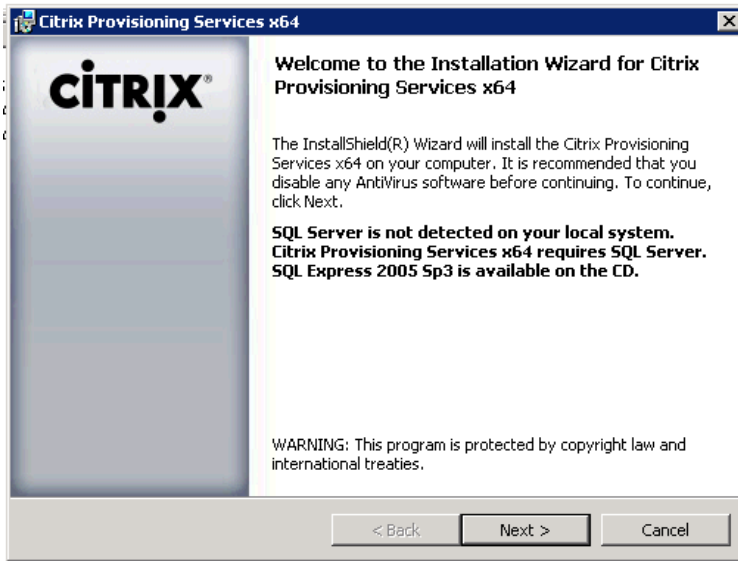 Citrix Provisioning Services x64
CİTRIX®
Welcome to the Installation Wizard for Citrix
Provisioning Services x64
The InstallShield(R) Wizard will install the Citrix Provisioning
Services x64 on your computer. It is recommended that you
disable any AntiVirus software before continuing. To continue,
click Next.
SQL Server is not detected on your local system.
Citrix Provisioning Services x64 requires SQL Server.
SQL Express 2005 Sp3 is available on the CD.
WARNING: This program is protected by copyright law and
international treaties.
< Back
Next >
Cancel